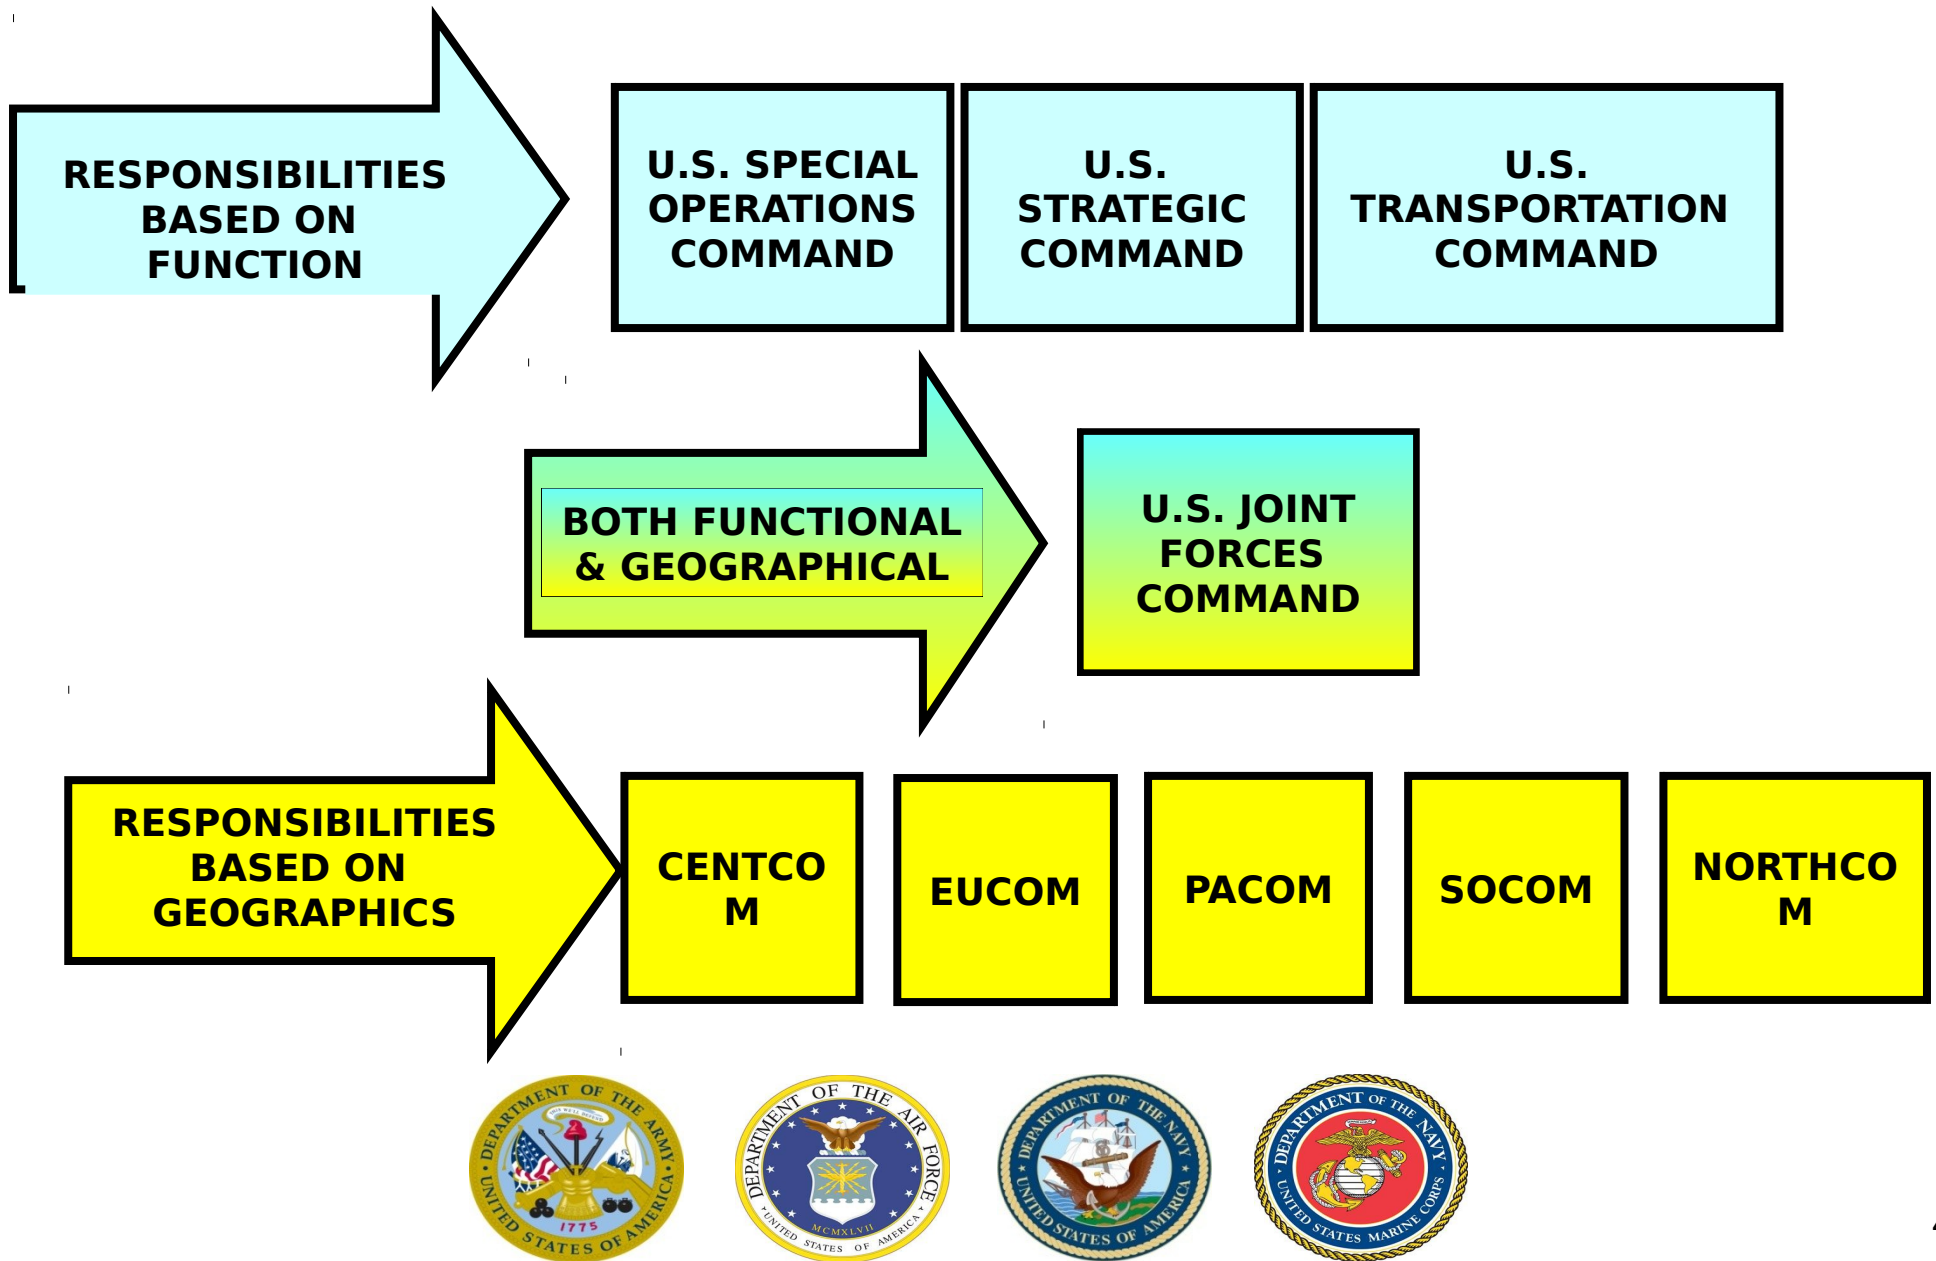 RESPONSIBILITIES
BASED ON
FUNCTION
U.S. SPECIAL
OPERATIONS
COMMAND
U.S.
STRATEGIC
COMMAND
U.S.
TRANSPORTATION
COMMAND
BOTH FUNCTIONAL
& GEOGRAPHICAL
U.S. JOINT
FORCES
COMMAND
RESPONSIBILITIES
BASED ON
GEOGRAPHICS
CENTCO
M
EUCOM
PACOM
SOCOM
NORTHCO
M
DEPARTMENT OF THE ARMY
UNITED STATES OF AMERICA
1775
DEPARTMENT OF THE AIR FORCE
MCMXLVII
UNITED STATES OF AMERICA
DEPARTMENT OF THE NAVY
UNITED STATES OF AMERICA
DEPARTMENT OF THE NAVY
UNITED STATES MARINE CORPS